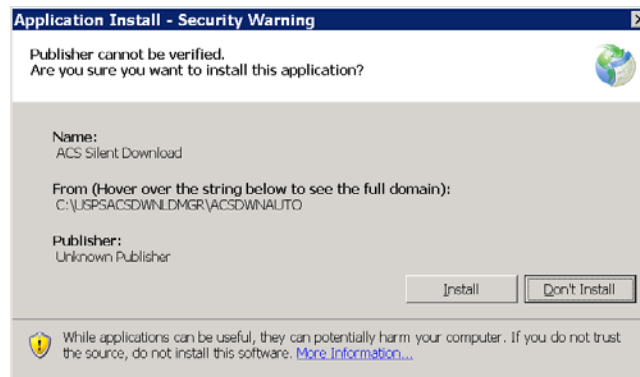 Application Install - Security Warning
Publisher cannot be verified.
Are you sure you want to install this application?
Name:
ACS Silent Download
From (Hover over the string below to see the full domain):
C:\USPSACSDWNLDMGR\ACSDWNAUTO
Publisher:
Unknown Publisher
Install
Don't Install
While applications can be useful, they can potentially harm your computer. If you do not trust
the source, do not install this software. More Information...